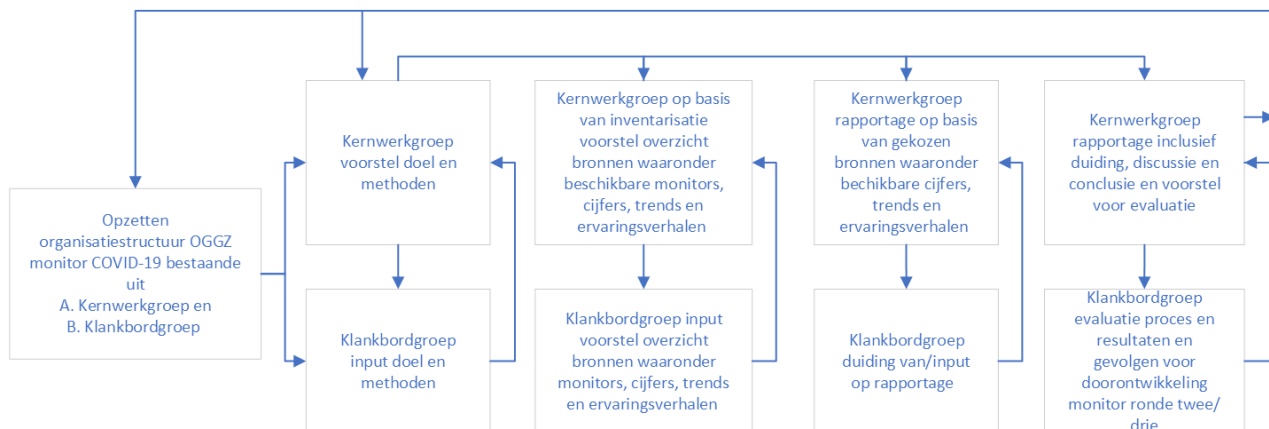 Opzetten
organisatiestructuur OGGZ
monitor COVID-19 bestaande
uit
A. Kernwerkgroep en
B. Klankbordgroep
Kernwerkgroep
voorstel doel en
methoden
Klankbordgroep
input doel en
methoden
Kernwerkgroep op basis
van inventarisatie
voorstel overzicht
bronnen waaronder
beschikbare monitors,
cijfers, trends en
ervaringsverhalen
Klankbordgroep input
voorstel overzicht
bronnen waaronder
monitors, cijfers, trends
en ervaringsverhalen
Kernwerkgroep
rapportage op basis
van gekozen
bronnen waaronder
bechikbare cijfers,
trends en
ervaringsverhalen
Klankbordgroep
duiding van/input
op rapportage
Kernwerkgroep
rapportage inclusief
duiding, discussie en
conclusie en voorstel
voor evaluatie
Klankbordgroep
evaluatie proces en
resultaten en
gevolgen voor
doorontwikkeling
monitor ronde twee/
drie